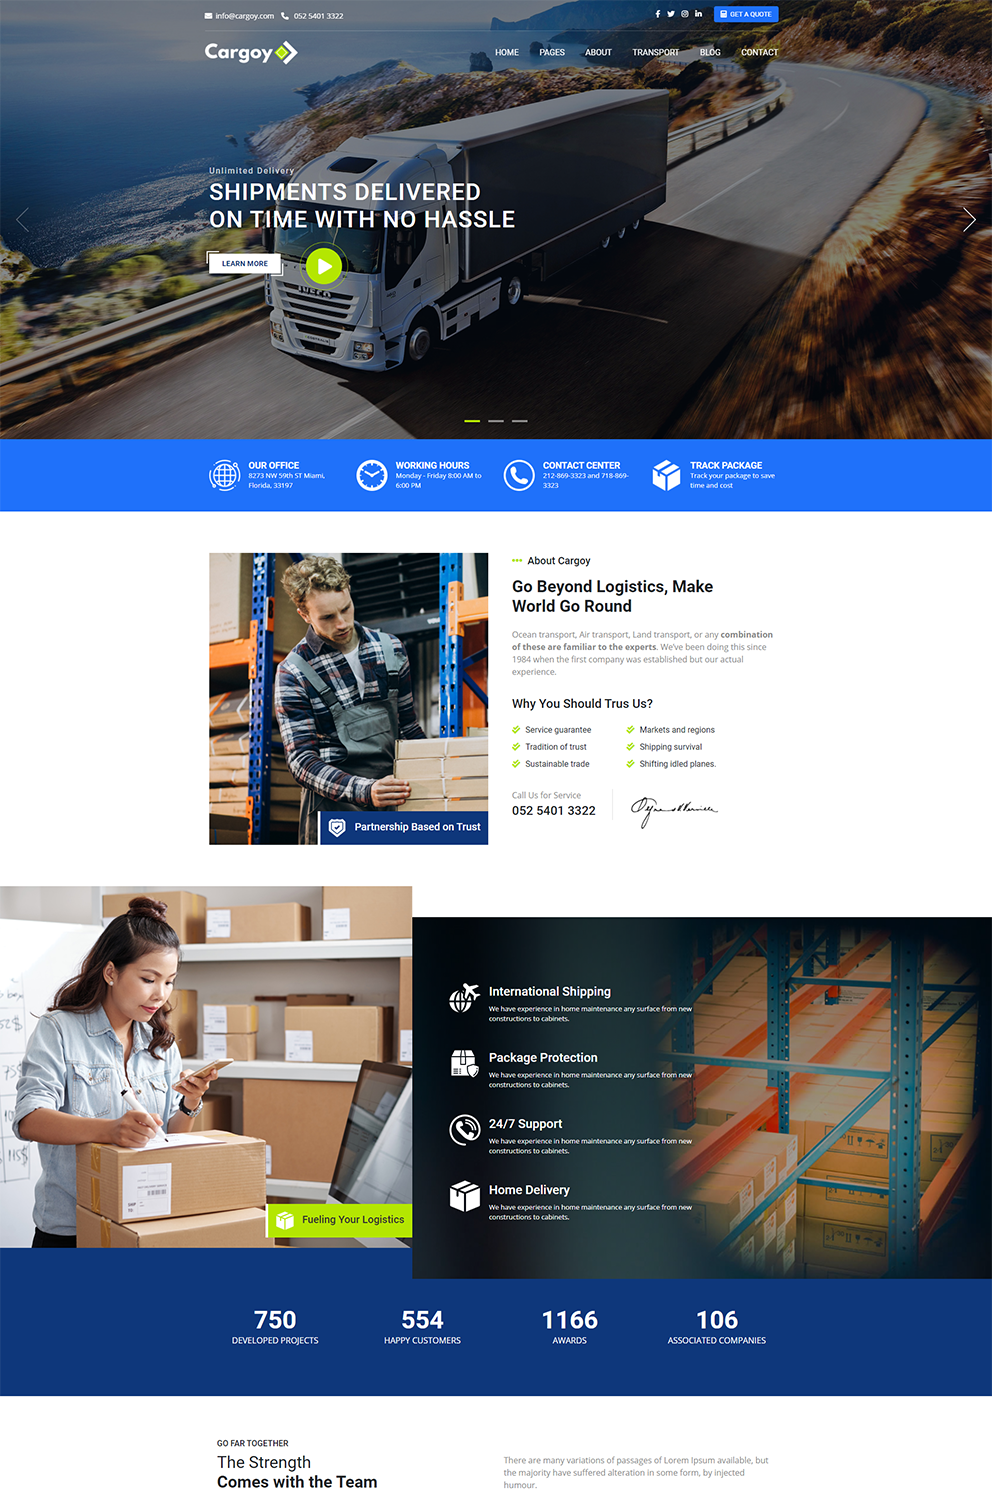 info@cargoy.com 052 5401 3322
GET A QUOTE
Cargoy
HOME PAGES ABOUT TRANSPORT BLOG CONTACT
Unlimited Delivery
SHIPMENTS DELIVERED
ON TIME WITH NO HASSLE
LEARN MORE
IVECO
OUR OFFICE
8273 NW 59th ST Miami,
Florida, 33197
WORKING HOURS
Monday - Friday 8:00 AM to
6:00 PM
CONTACT CENTER
212-869-3323 and 718-869-
3323
TRACK PACKAGE
Track your package to save
time and cost
Partnership Based on Trust
About Cargoy
Go Beyond Logistics, Make
World Go Round
Ocean transport, Air transport, Land transport, or any combination
of these are familiar to the experts. We've been doing this since
1984 when the first company was established but our actual
experience.
Why You Should Trus Us?
Service guarantee
Markets and regions
Tradition of trust
Shipping survival
Sustainable trade
Shifting idled planes.
Call Us for Service
052 5401 3322
Fueling Your Logistics
International Shipping
We have experience in home maintenance any surface from new
constructions to cabinets.
Package Protection
We have experience in home maintenance any surface from new
constructions to cabinets.
24/7 Support
We have experience in home maintenance any surface from new
constructions to cabinets.
Home Delivery
We have experience in home maintenance any surface from new
constructions to cabinets.
750
DEVELOPED PROJECTS
554
HAPPY CUSTOMERS
1166
AWARDS
106
ASSOCIATED COMPANIES
GO FAR TOGETHER
The Strength
Comes with the Team
There are many variations of passages of Lorem Ipsum available, but
the majority have suffered alteration in some form, by injected
humour.